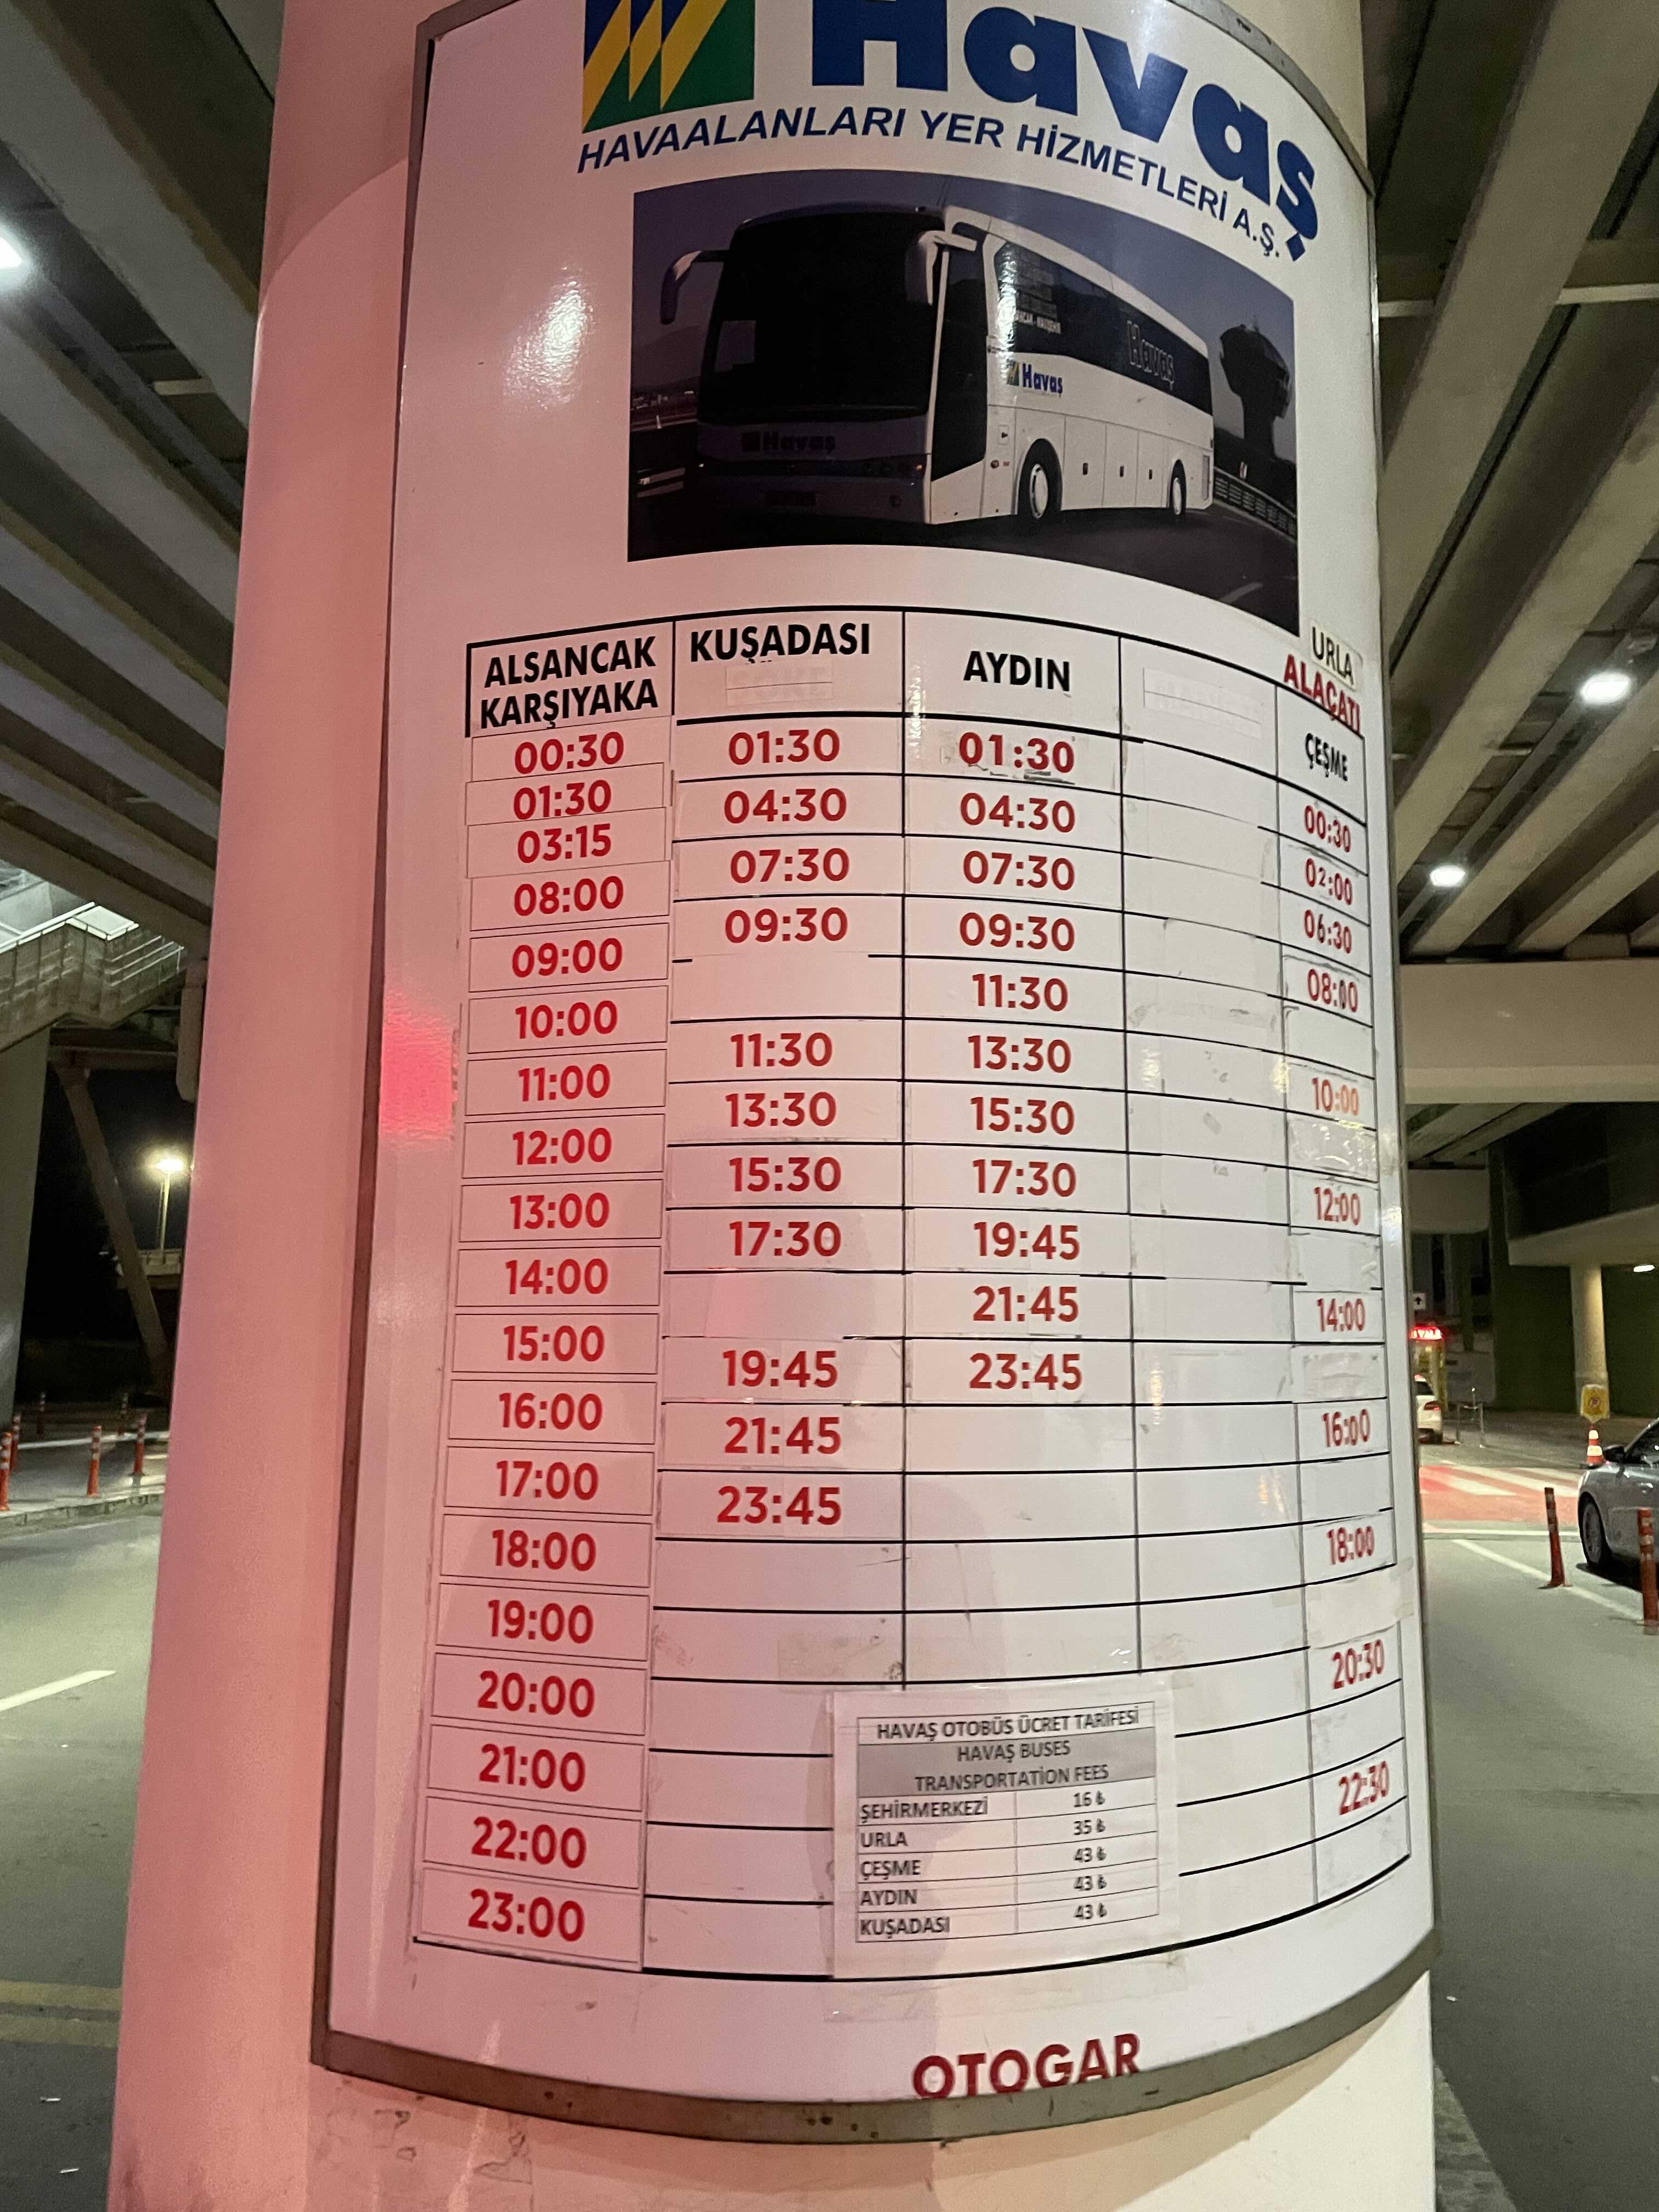 Havaş
HAVAALANLARI YER HİZMETLERİ A.Ş.
Havaş
Havaş
Havaş
ALSANCAK
KARŞIYAKA
00:30
01:30
03:15
08:00
09:00
10:00
11:00
12:00
13:00
14:00
15:00
16:00
17:00
18:00
19:00
20:00
21:00
22:00
23:00
KUŞADASI
01:30
04:30
07:30
09:30
11:30
13:30
15:30
17:30
19:45
21:45
23:45
AYDIN
01:30
04:30
07:30
09:30
11:30
13:30
15:30
17:30
19:45
21:45
23:45
URLA
ALAÇATI
ÇEŞME
00:30
02:00
06:30
08:00
10:00
12:00
14:00
16:00
18:00
20:30
22:30
HAVAŞ OTOBÜS ÜCRET TARİFESİ
HAVAŞ BUSES
TRANSPORTATİON FEES
ŞEHİRMERKEZİ 16 ₺
URLA 35 ₺
ÇEŞME 43 ₺
AYDIN 43 ₺
KUŞADASI 43 ₺
OTOGAR